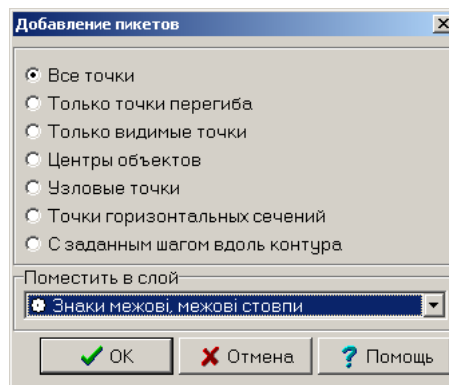 Добавление пикетов
Все точки
Только точки перегиба
Только видимые точки
Центры объектов
Узловые точки
Точки горизонтальных сечений
С заданным шагом вдоль контура
Поместить в слой
Знаки межові, межові стовпи
OK Отмена Помощь